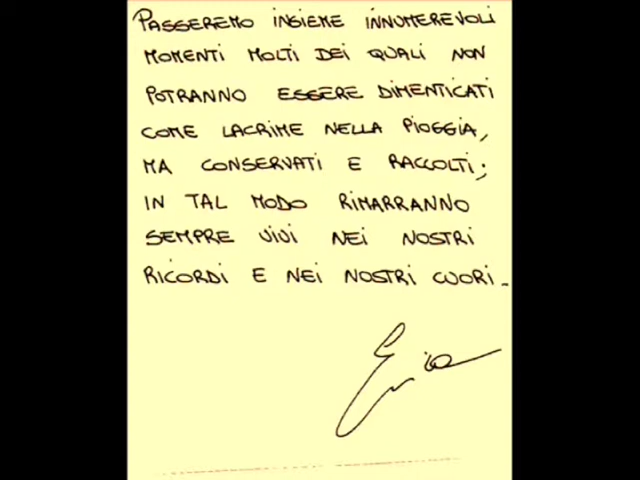 PASSEREMO INSIEME INNUMEREVOLI
MOMENTI MOLTI DEI QUALI NON
POTRANNO ESSERE DIMENTICATI
COME LACRIME NELLA PIOGGIA,
MA CONSERVATI E RACCOLTI;
IN TAL MODO RIMARRANNO
SEMPRE VIVI NEI NOSTRI
RICORDI E NEI NOSTRI CUORI.